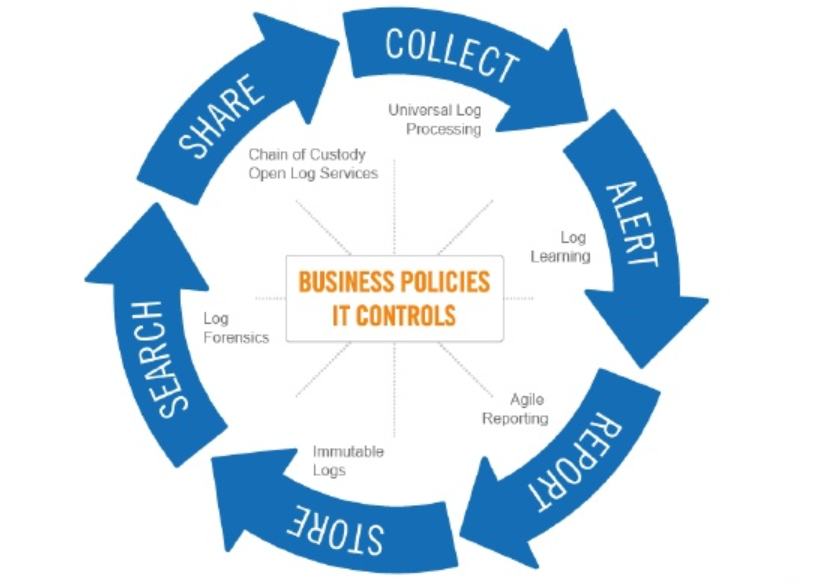 COLLECT
Universal Log
Processing
ALERT
Log
Learning
REPORT
Agile
Reporting
STORE
Immutable
Logs
SEARCH
Log
Forensics
SHARE
Chain of Custody
Open Log Services
BUSINESS POLICIES
IT CONTROLS